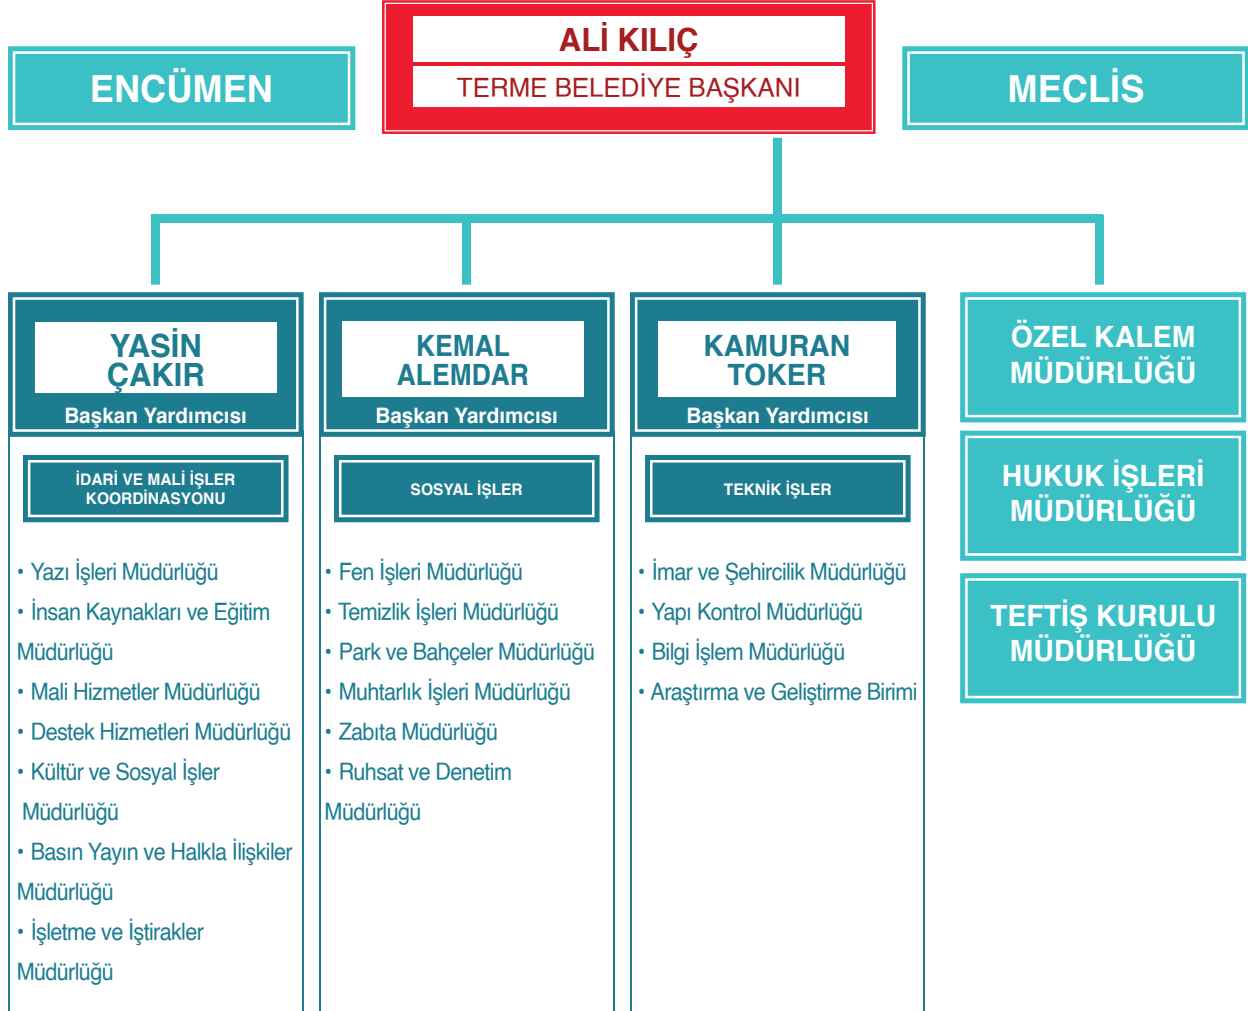 ENCÜMEN
ALİ KILIÇ
TERME BELEDİYE BAŞKANI
MECLİS
YASİN
ÇAKIR
Başkan Yardımcısı
İDARİ VE MALİ İŞLER
KOORDİNASYONU
• Yazı İşleri Müdürlüğü
• İnsan Kaynakları ve Eğitim
Müdürlüğü
• Mali Hizmetler Müdürlüğü
• Destek Hizmetleri Müdürlüğü
• Kültür ve Sosyal İşler
Müdürlüğü
• Basın Yayın ve Halkla İlişkiler
Müdürlüğü
• İşletme ve İştirakler
Müdürlüğü
KEMAL
ALEMDAR
Başkan Yardımcısı
SOSYAL İŞLER
• Fen İşleri Müdürlüğü
• Temizlik İşleri Müdürlüğü
• Park ve Bahçeler Müdürlüğü
• Muhtarlık İşleri Müdürlüğü
• Zabıta Müdürlüğü
• Ruhsat ve Denetim
Müdürlüğü
KAMURAN
TOKER
Başkan Yardımcısı
TEKNİK İŞLER
• İmar ve Şehircilik Müdürlüğü
• Yapı Kontrol Müdürlüğü
• Bilgi İşlem Müdürlüğü
• Araştırma ve Geliştirme Birimi
ÖZEL KALEM
MÜDÜRLÜĞÜ
HUKUK İŞLERİ
MÜDÜRLÜĞÜ
TEFTİŞ KURULU
MÜDÜRLÜĞÜ